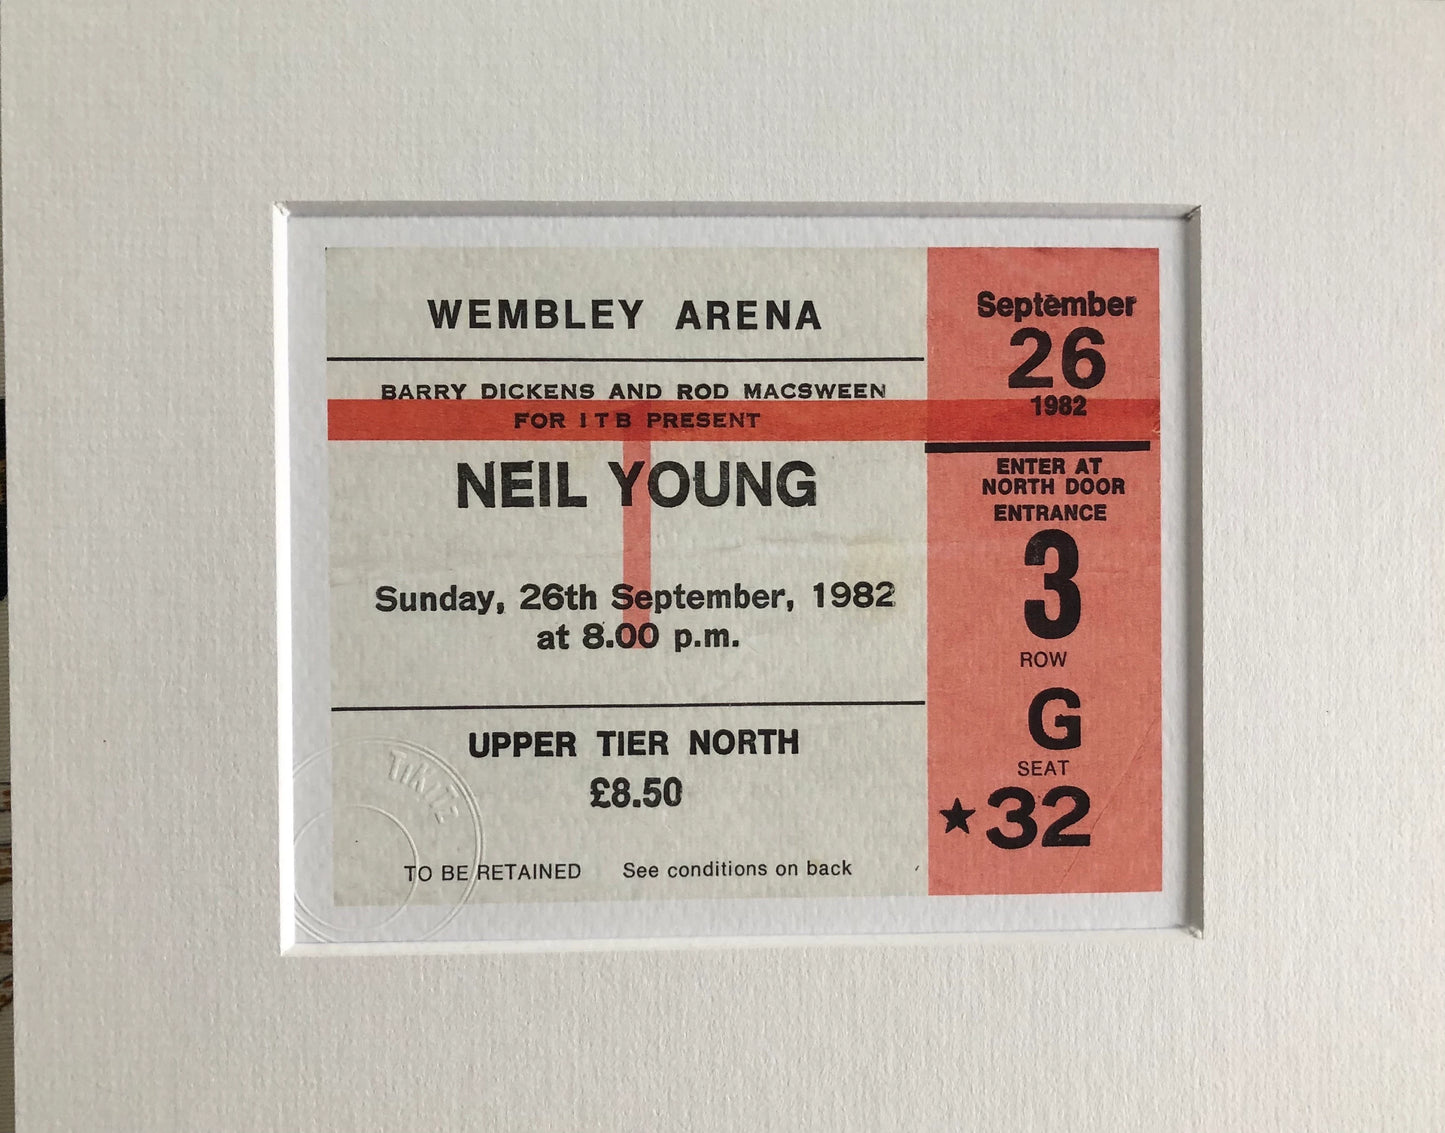 WEMBLEY ARENA
BARRY DICKENS AND ROD MACSWEEN
FOR ITB PRESENT
NEIL YOUNG
Sunday, 26th September, 1982
at 8.00 p.m.
UPPER TIER NORTH
£8.50
TO BE RETAINED See conditions on back
TIKITZ
September
26
1982
ENTER AT
NORTH DOOR
ENTRANCE
3
ROW
G
SEAT
★32